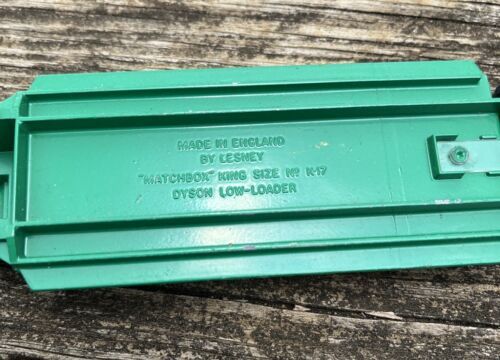 MADE IN ENGLAND
BY LESNEY
"MATCHBOX" KING SIZE Nº K-17
DYSON LOW-LOADER